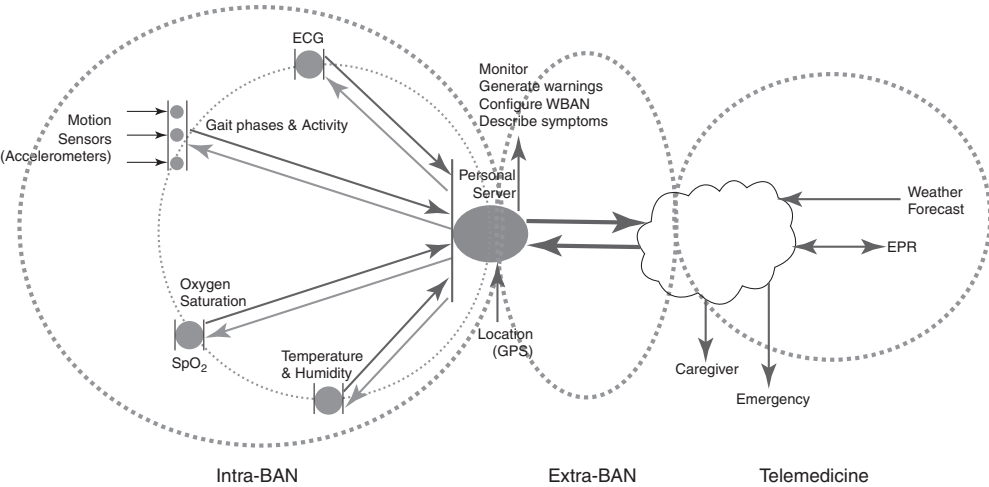 ECG
Monitor
Generate warnings
Configure WBAN
Describe symptoms
Motion
Sensors
(Accelerometers)
Gait phases & Activity
Personal
Server
Weather
Forecast
EPR
Oxygen
Saturation
SpO2
Location
(GPS)
Temperature
& Humidity
Caregiver
Emergency
Intra-BAN
Extra-BAN
Telemedicine